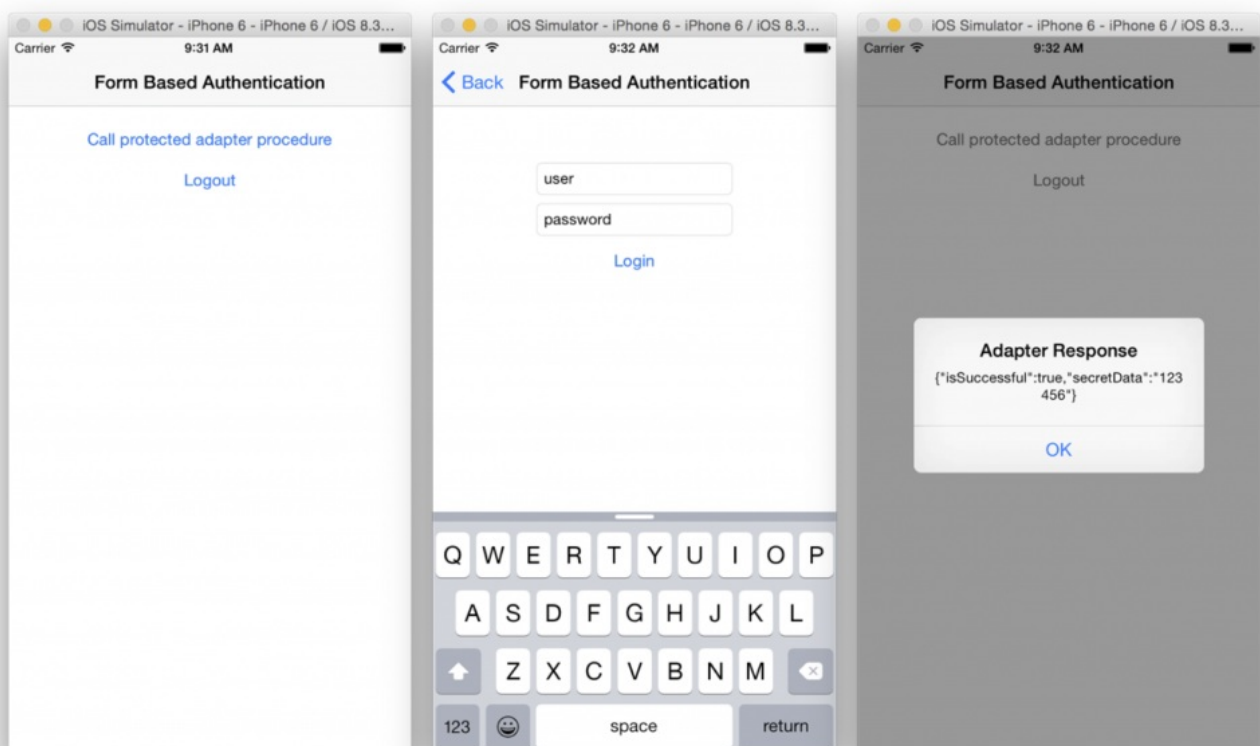 iOS Simulator - iPhone 6 - iPhone 6 / iOS 8.3...
Carrier 9:31 AM
Form Based Authentication
Call protected adapter procedure
Logout
iOS Simulator - iPhone 6 - iPhone 6 / iOS 8.3...
Carrier 9:32 AM
Back Form Based Authentication
user
password
Login
Q W E R T Y U I O P
A S D F G H J K L
Z X C V B N M
123 space return
iOS Simulator - iPhone 6 - iPhone 6 / iOS 8.3...
Carrier 9:32 AM
Form Based Authentication
Call protected adapter procedure
Logout
Adapter Response
{"isSuccessful":true,"secretData":"123
456"}
OK